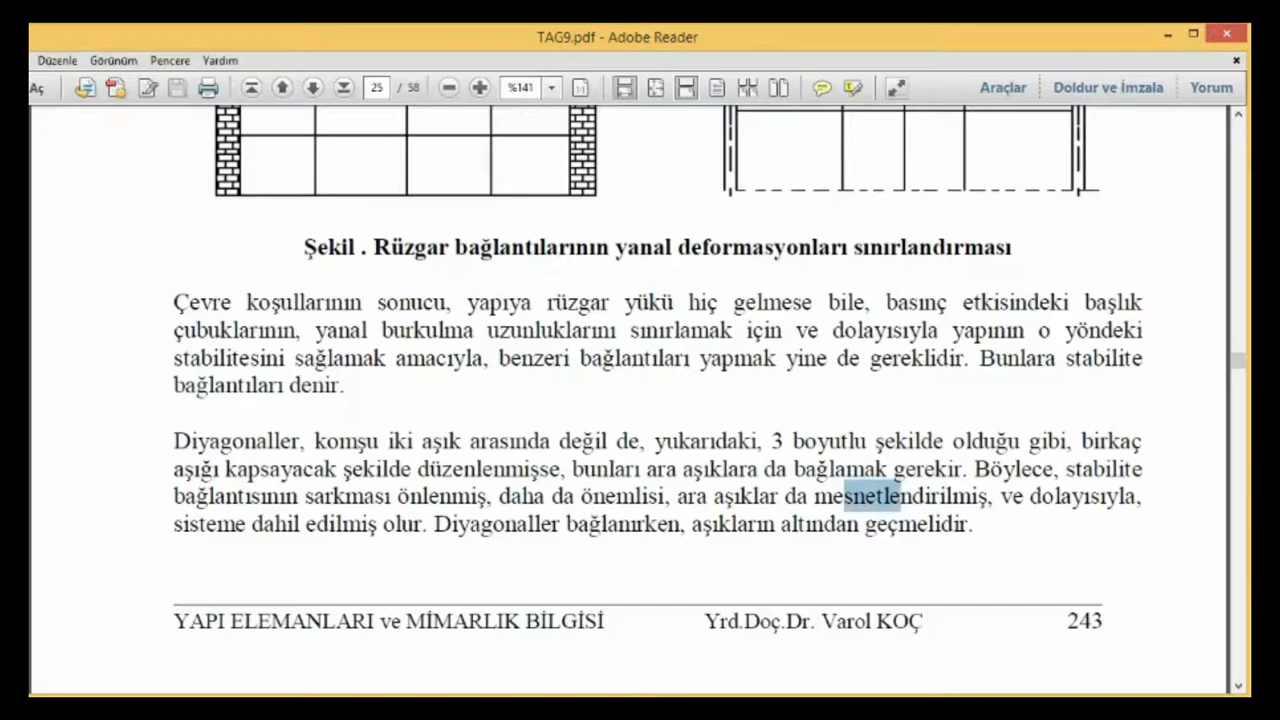 TAG9.pdf - Adobe Reader
Düzenle Görünüm Pencere Yardım
Aç 25 / 58 %141 Araçlar Doldur ve İmzala Yorum
Şekil . Rüzgar bağlantılarının yanal deformasyonları sınırlandırması
Çevre koşullarının sonucu, yapıya rüzgar yükü hiç gelmese bile, basınç etkisindeki başlık
çubuklarının, yanal burkulma uzunluklarını sınırlamak için ve dolayısıyla yapının o yöndeki
stabilitesini sağlamak amacıyla, benzeri bağlantıları yapmak yine de gereklidir. Bunlara stabilite
bağlantıları denir.
Diyagonaller, komşu iki aşık arasında değil de, yukarıdaki, 3 boyutlu şekilde olduğu gibi, birkaç
aşığı kapsayacak şekilde düzenlenmişse, bunları ara aşıklara da bağlamak gerekir. Böylece, stabilite
bağlantısının sarkması önlenmiş, daha da önemlisi, ara aşıklar da mesnetlendirilmiş, ve dolayısıyla,
sisteme dahil edilmiş olur. Diyagonaller bağlanırken, aşıkların altından geçmelidir.
YAPI ELEMANLARI ve MİMARLIK BİLGİSİ Yrd.Doç.Dr. Varol KOÇ 243